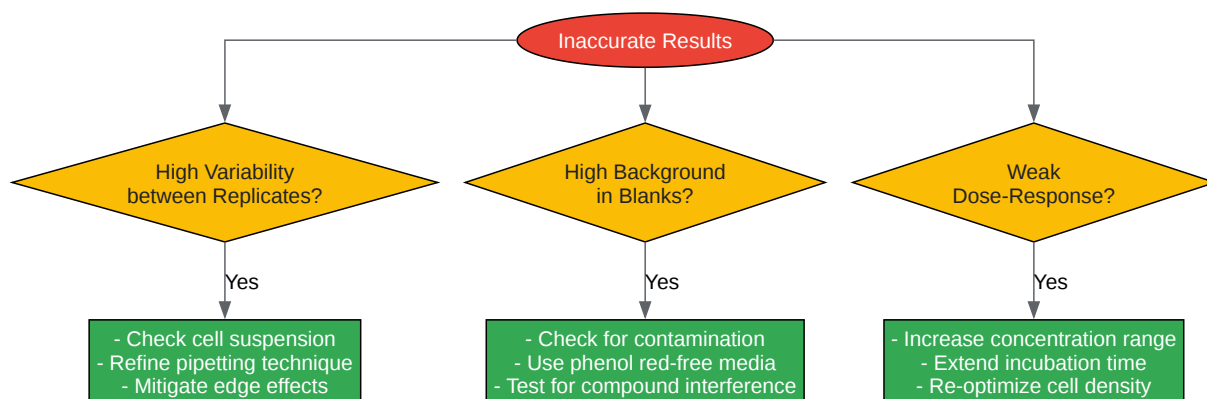 Inaccurate Results
High Variability
between Replicates?
High Background
in Blanks?
Weak
Dose-Response?
Yes
Yes
Yes
- Check cell suspension
- Refine pipetting technique
- Mitigate edge effects
- Check for contamination
- Use phenol red-free media
- Test for compound interference
- Increase concentration range
- Extend incubation time
- Re-optimize cell density